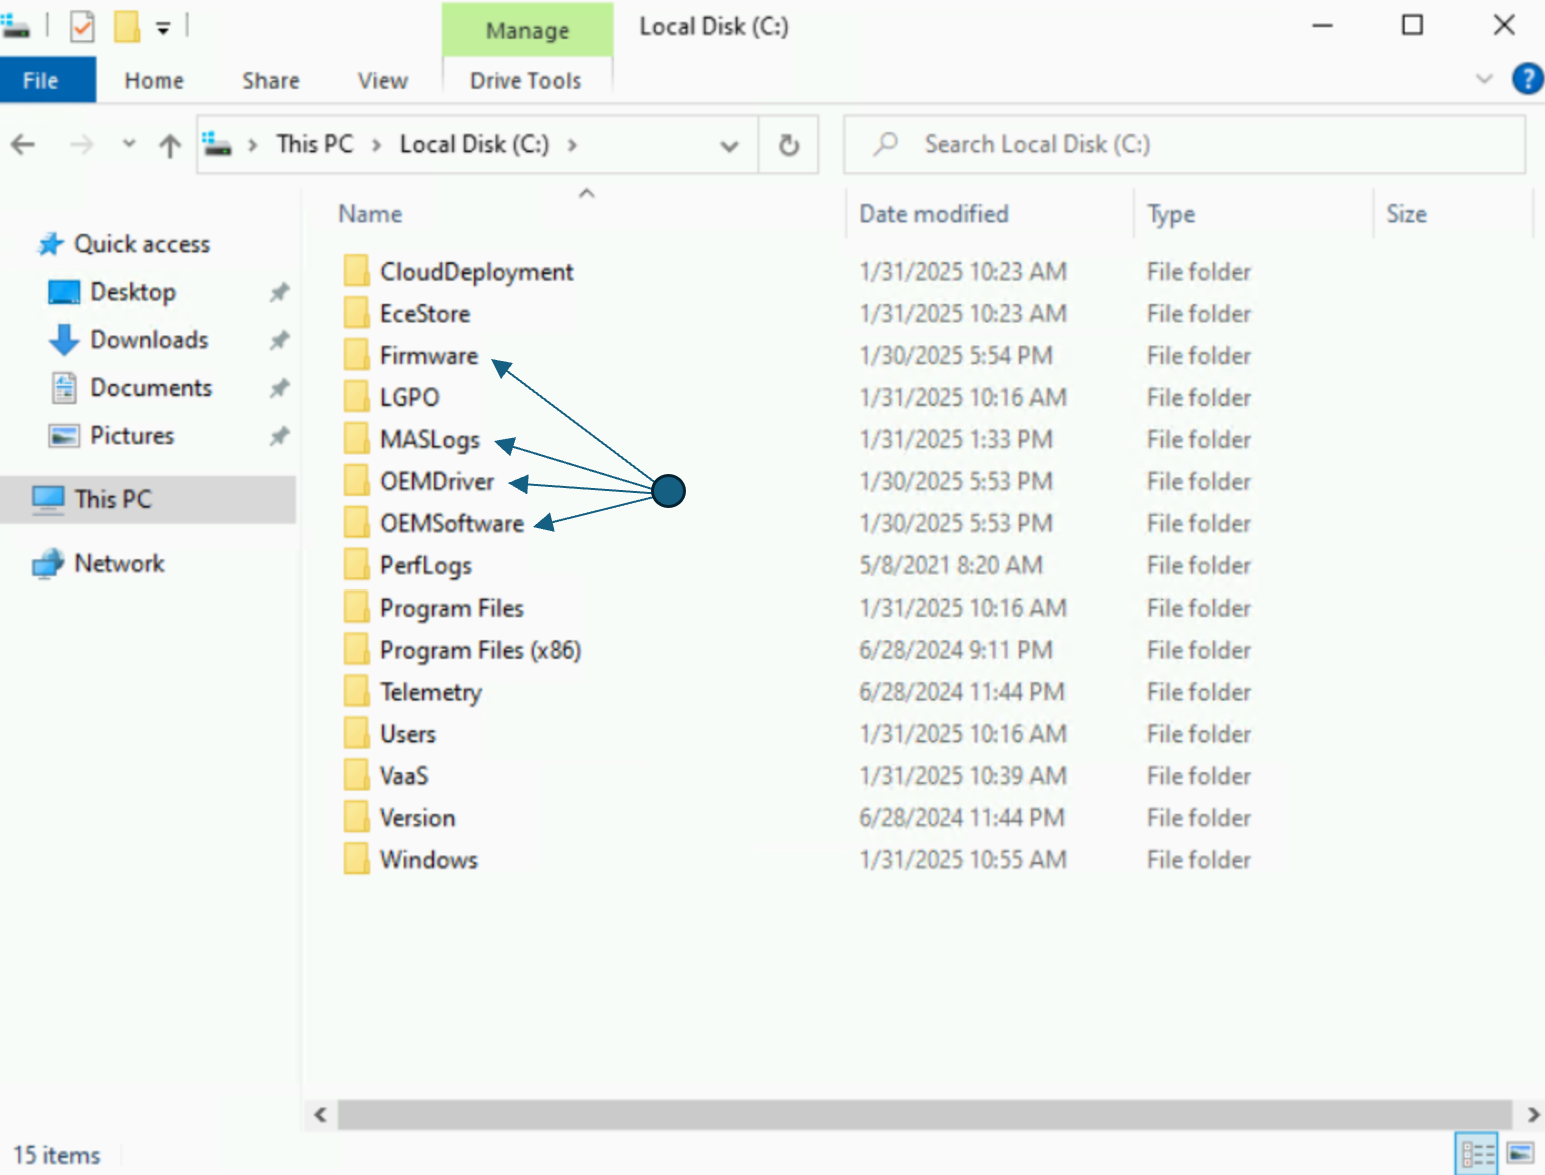 Manage
Local Disk (C:)
File
Home
Share
View
Drive Tools
?
This PC
Local Disk (C:)
Search Local Disk (C:)
Name
Date modified
Type
Size
Quick access
Desktop
Downloads
Documents
Pictures
This PC
Network
CloudDeployment 1/31/2025 10:23 AM File folder
EceStore 1/31/2025 10:23 AM File folder
Firmware 1/30/2025 5:54 PM File folder
LGPO 1/31/2025 10:16 AM File folder
MASLogs 1/31/2025 1:33 PM File folder
OEMDriver 1/30/2025 5:53 PM File folder
OEMSoftware 1/30/2025 5:53 PM File folder
PerfLogs 5/8/2021 8:20 AM File folder
Program Files 1/31/2025 10:16 AM File folder
Program Files (x86) 6/28/2024 9:11 PM File folder
Telemetry 6/28/2024 11:44 PM File folder
Users 1/31/2025 10:16 AM File folder
VaaS 1/31/2025 10:39 AM File folder
Version 6/28/2024 11:44 PM File folder
Windows 1/31/2025 10:55 AM File folder
15 items